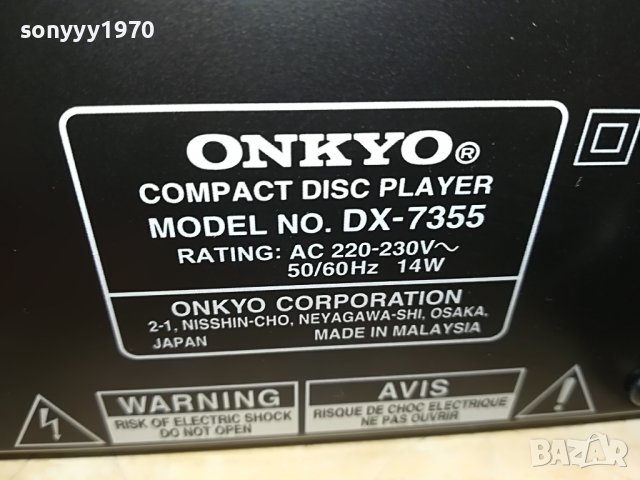 sonyyy1970
ONKYO®
COMPACT DISC PLAYER
MODEL NO. DX-7355
RATING: AC 220-230V～
50/60Hz 14W
ONKYO CORPORATION
2-1, NISSHIN-CHO, NEYAGAWA-SHI, OSAKA,
JAPAN MADE IN MALAYSIA
WARNING
RISK OF ELECTRIC SHOCK
DO NOT OPEN
AVIS
RISQUE DE CHOC ELECTRIQUE
NE PAS OUVRIR
BAZAR